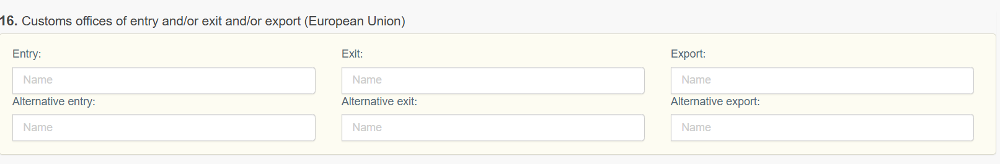 16. Customs offices of entry and/or exit and/or export (European Union)
Entry: Exit: Export:
Name Name Name
Alternative entry: Alternative exit: Alternative export:
Name Name Name